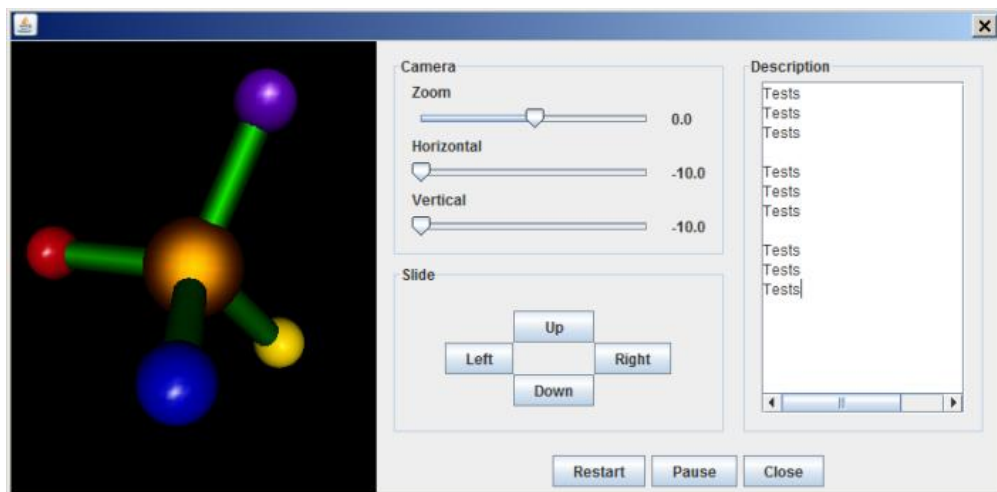 Camera
Zoom
0.0
Horizontal
-10.0
Vertical
-10.0
Slide
Up
Left
Right
Down
Description
Tests
Tests
Tests
Tests
Tests
Tests
Tests
Tests
Tests
Restart
Pause
Close